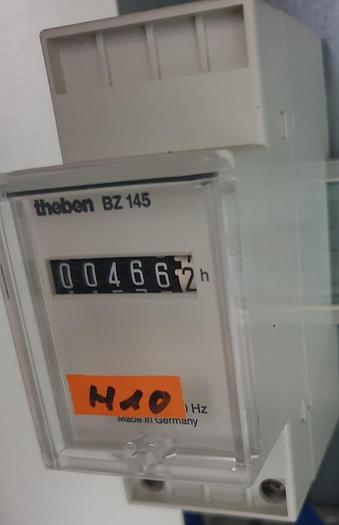 theben BZ 145
004662 h
H10
Hz
Made in Germany